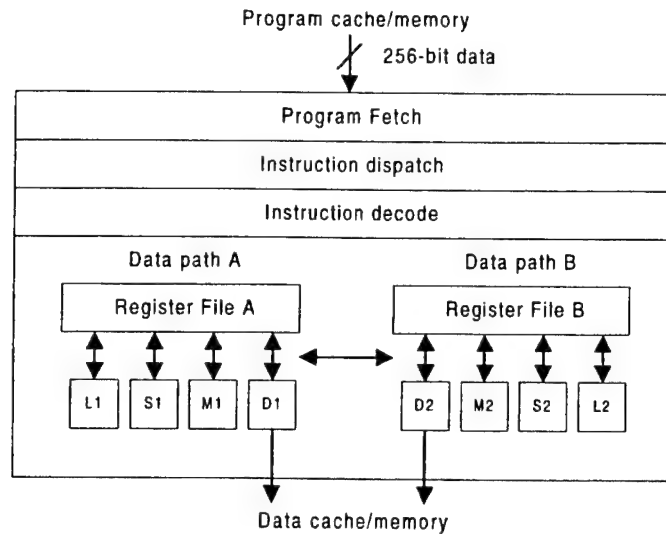 Program cache/memory
256-bit data
Program Fetch
Instruction dispatch
Instruction decode
Data path A
Data path B
Register File A
Register File B
L1
S1
M1
D1
D2
M2
S2
L2
Data cache/memory